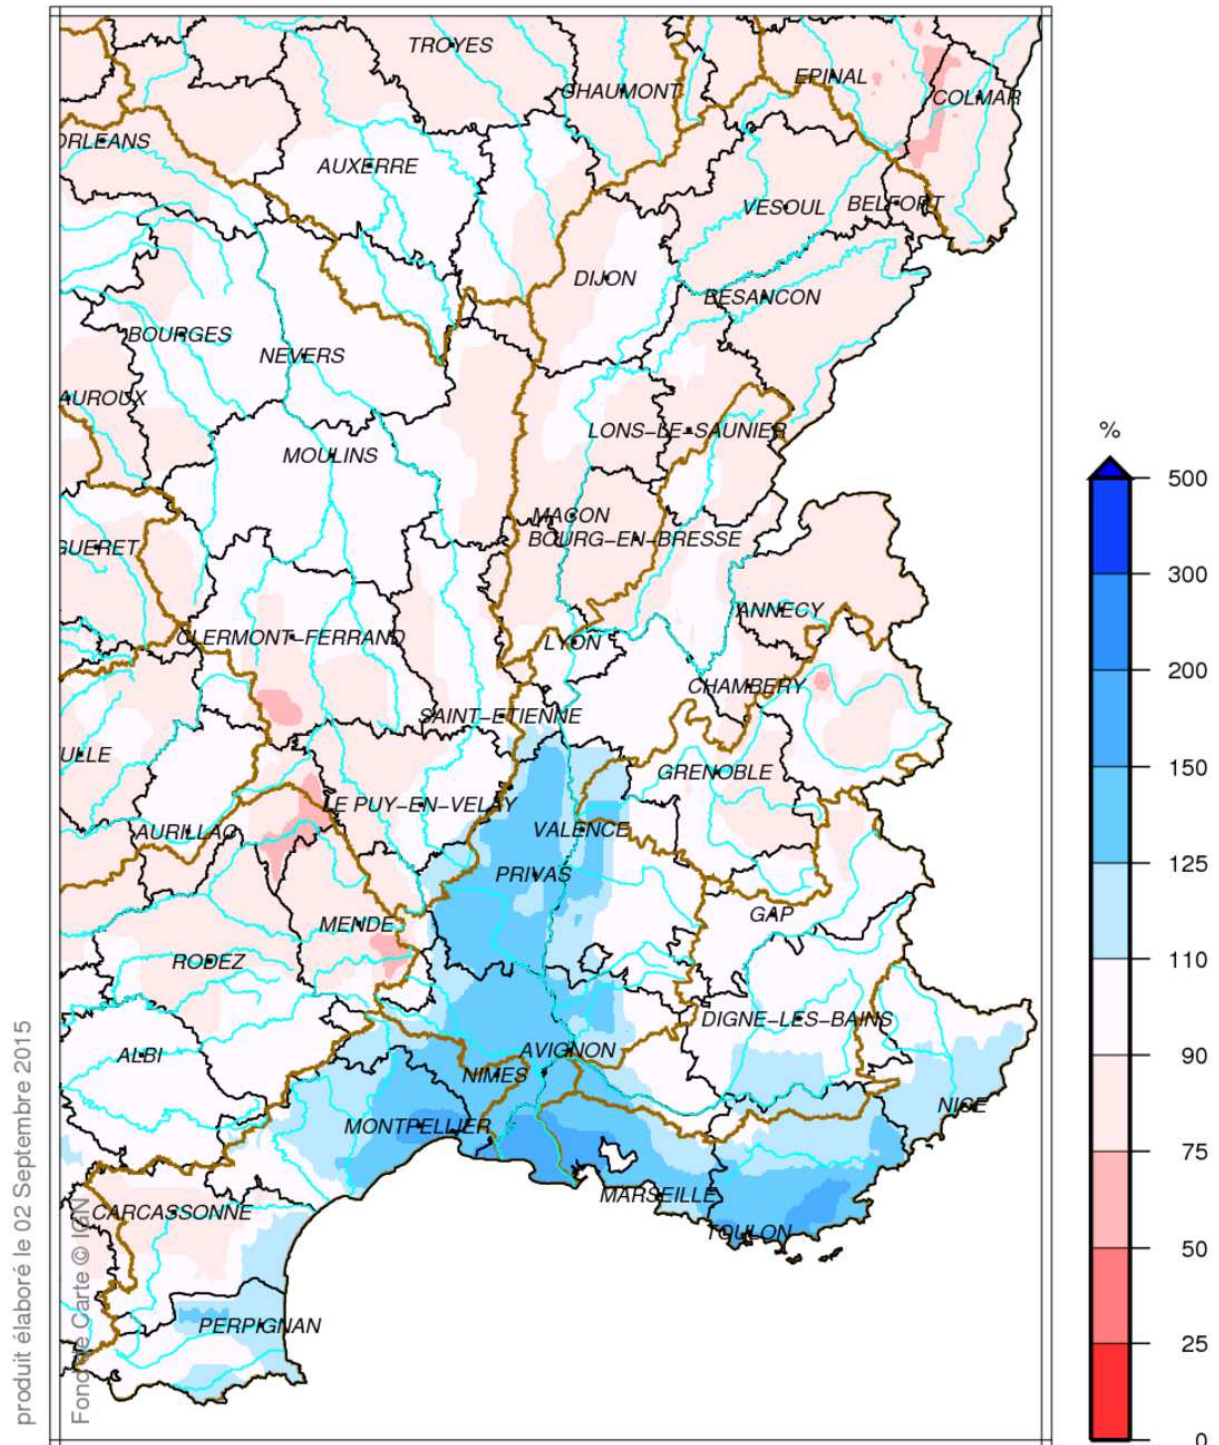 TROYES
EPINAL
CHAUMONT
COLMAR
ORLEANS
AUXERRE
VESOUL
BELFORT
DIJON
BESANCON
BOURGES
NEVERS
AUROUX
LONS-LE-SAUNIER
%
MOULINS
500
MACON
BOURG-EN-BRESSE
GUERET
300
ANNECY
CLERMONT-FERRAND
LYON
200
CHAMBERY
SAINT-ETIENNE
ULLE
GRENOBLE
150
LE PUY-EN-VELAY
AURILLAC
VALENCE
125
PRIVAS
GAP
MENDE
110
RODEZ
DIGNE-LES-BAINS
AVIGNON
ALBI
90
NIMES
NICE
MONTPELLIER
75
MARSEILLE
CARCASSONNE
TOULON
50
PERPIGNAN
25
0
produit élaboré le 02 Septembre 2015
Fond de Carte © IGN